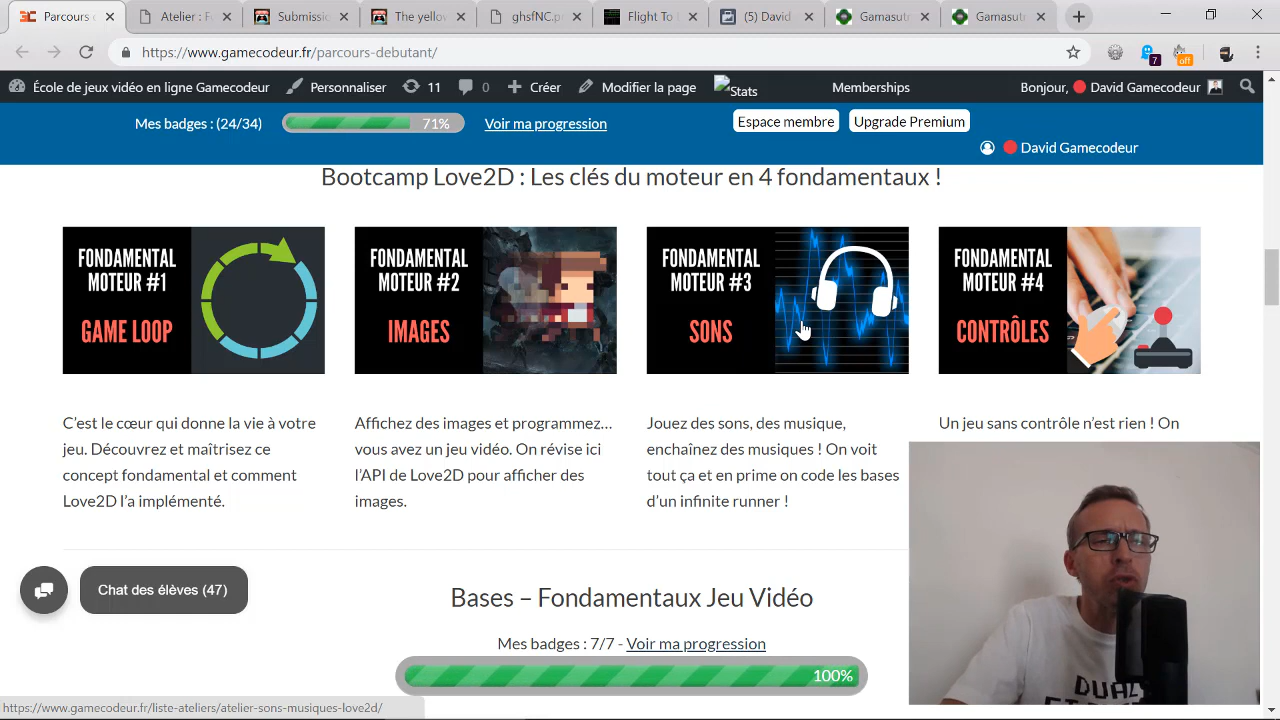 Parcours
Atelier : F
Submissio
The yellow
ghsfNC.pn
Flight To L
(5) David
Gamasutr
Gamasutr
https://www.gamecodeur.fr/parcours-debutant/
7
off
École de jeux vidéo en ligne Gamecodeur
Personnaliser
11
0
Créer
Modifier la page
Stats
Memberships
Bonjour, David Gamecodeur
Mes badges : (24/34)
71%
Voir ma progression
Espace membre
Upgrade Premium
David Gamecodeur
Bootcamp Love2D : Les clés du moteur en 4 fondamentaux !
FONDAMENTAL
MOTEUR #1
GAME LOOP
FONDAMENTAL
MOTEUR #2
IMAGES
FONDAMENTAL
MOTEUR #3
SONS
FONDAMENTAL
MOTEUR #4
CONTRÔLES
C'est le cœur qui donne la vie à votre
jeu. Découvrez et maîtrisez ce
concept fondamental et comment
Love2D l'a implémenté.
Affichez des images et programmez…
vous avez un jeu vidéo. On révise ici
l'API de Love2D pour afficher des
images.
Jouez des sons, des musique,
enchaînez des musiques ! On voit
tout ça et en prime on code les bases
d'un infinite runner !
Un jeu sans contrôle n'est rien ! On
Chat des élèves (47)
Bases – Fondamentaux Jeu Vidéo
Mes badges : 7/7 - Voir ma progression
100%
https://www.gamecodeur.fr/liste-ateliers/atelier-sons-musiques-love2d/